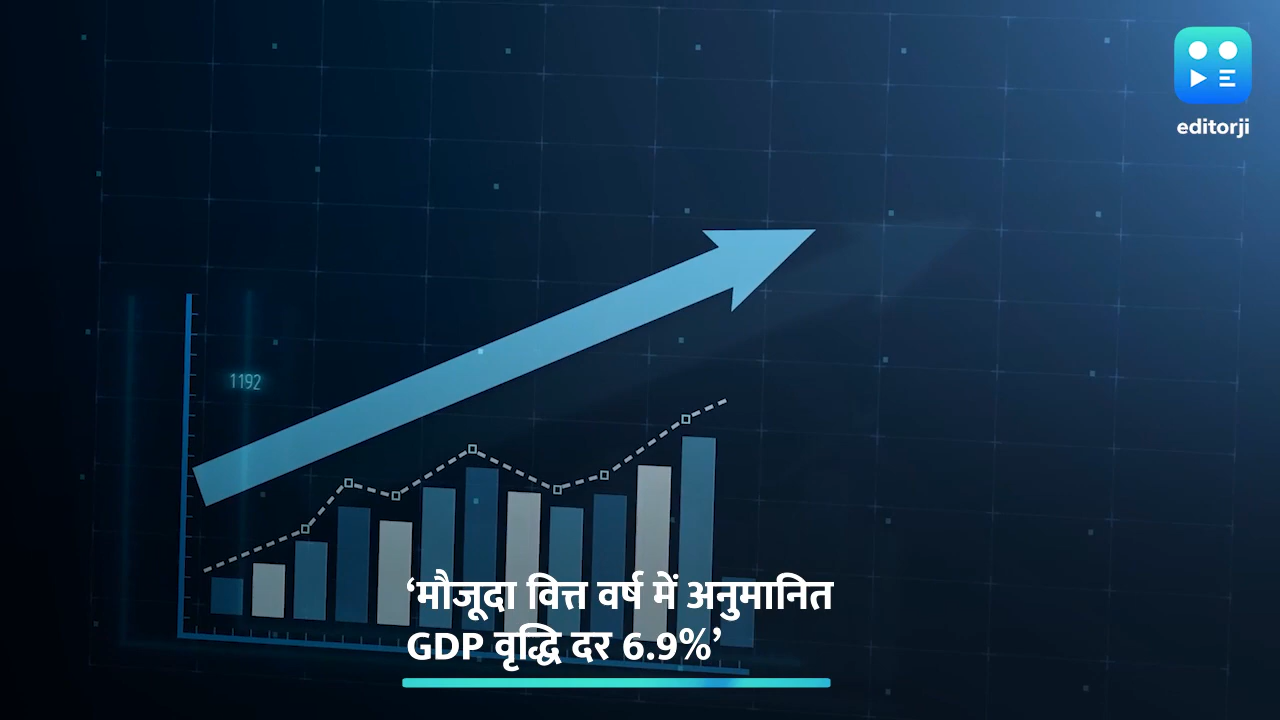 editorji
1192
‘मौजूदा वित्त वर्ष में अनुमानित
GDP वृद्धि दर 6.9%’